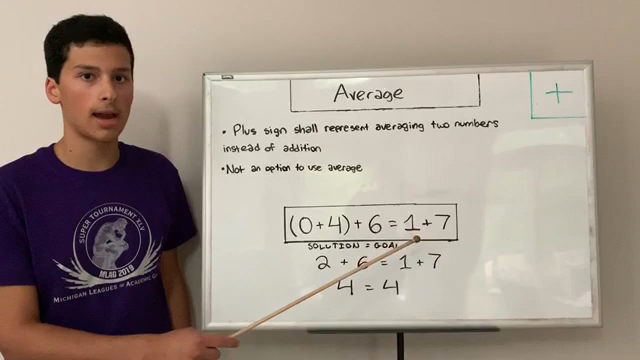 Average
+
• Plus sign shall represent averaging two numbers
instead of addition
• Not an option to use average
(0+4)+6=1+7
SOLUTION = GOAL
2 + 6 = 1+7
4 = 4
SUPER TOURNAMENT XLV
MLAG 2019
MICHIGAN LEAGUES OF ACADEMIC